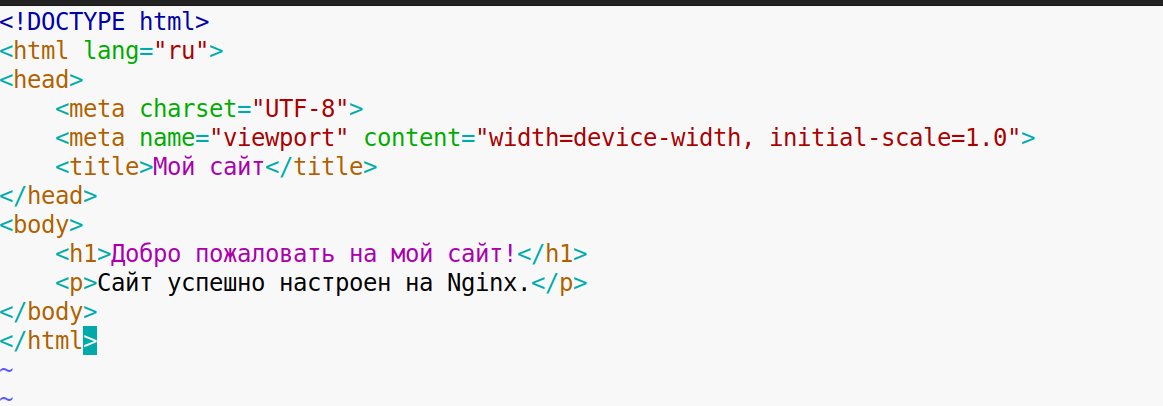 <!DOCTYPE html>
<html lang="ru">
<head>
    <meta charset="UTF-8">
    <meta name="viewport" content="width=device-width, initial-scale=1.0">
    <title>Мой сайт</title>
</head>
<body>
    <h1>Добро пожаловать на мой сайт!</h1>
    <p>Сайт успешно настроен на Nginx.</p>
</body>
</html>
~
~